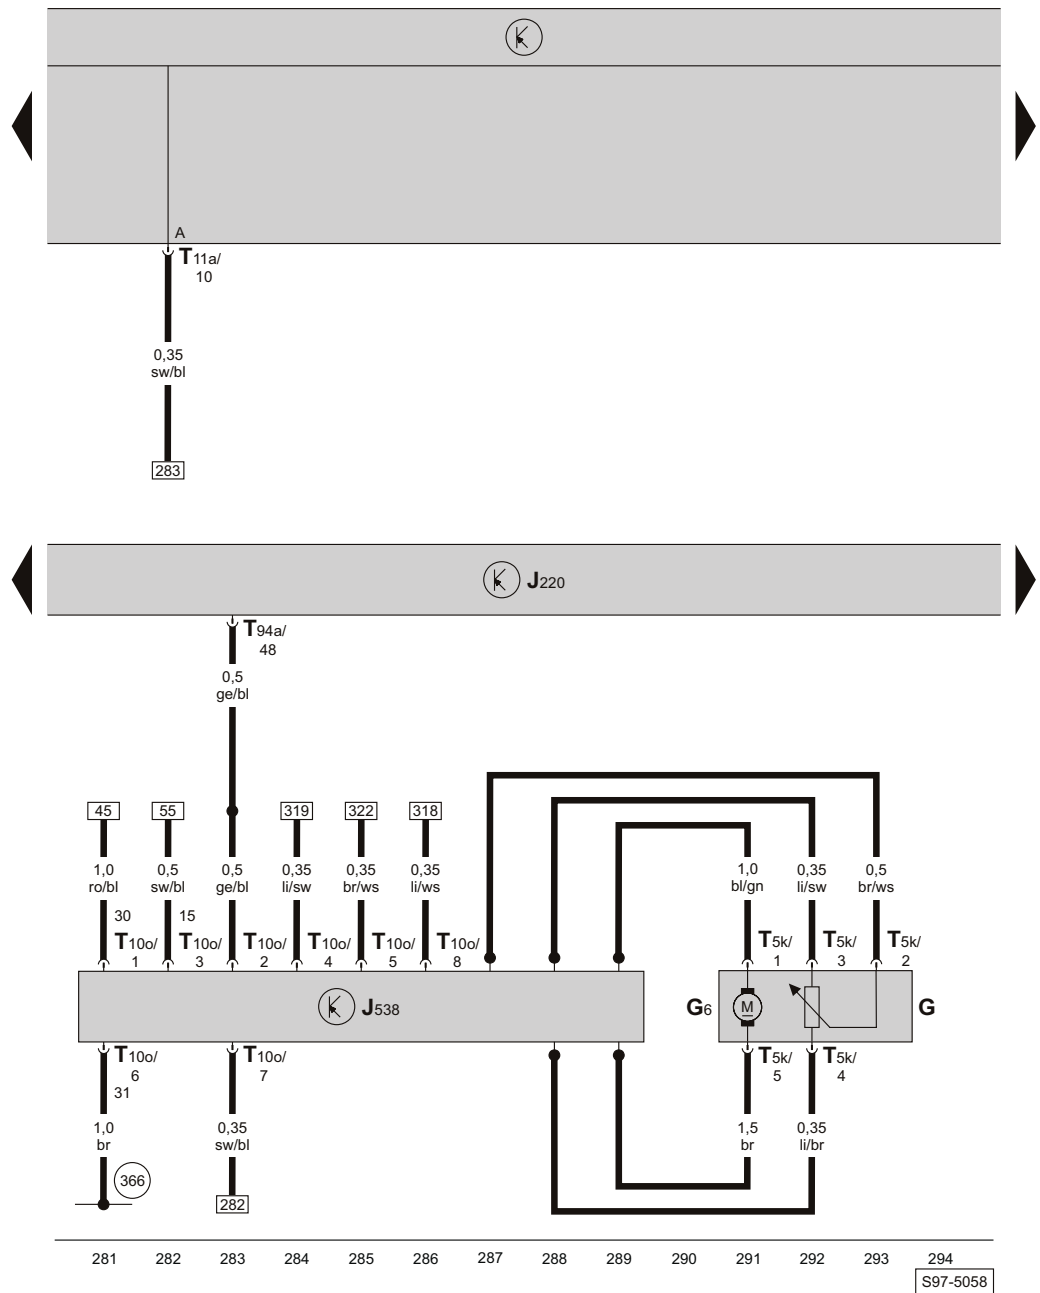 A
T11a/
10
0,35
sw/bl
283
J220
T94a/
48
0,5
ge/bl
45 55 319 322 318
1,0 0,5 0,5 0,35 0,35 0,35 1,0 0,35 0,5
ro/bl sw/bl ge/bl li/sw br/ws li/ws bl/gn li/sw br/ws
30 15
T10o/ T10o/ T10o/ T10o/ T10o/ T10o/ T5k/ T5k/ T5k/
1 3 2 4 5 8 1 3 2
J538 G6 M G
T10o/ T10o/ T5k/ T5k/
6 7 5 4
31
1,0 0,35 1,5 0,35
br sw/bl br li/br
366
282
281 282 283 284 285 286 287 288 289 290 291 292 293 294
S97-5058